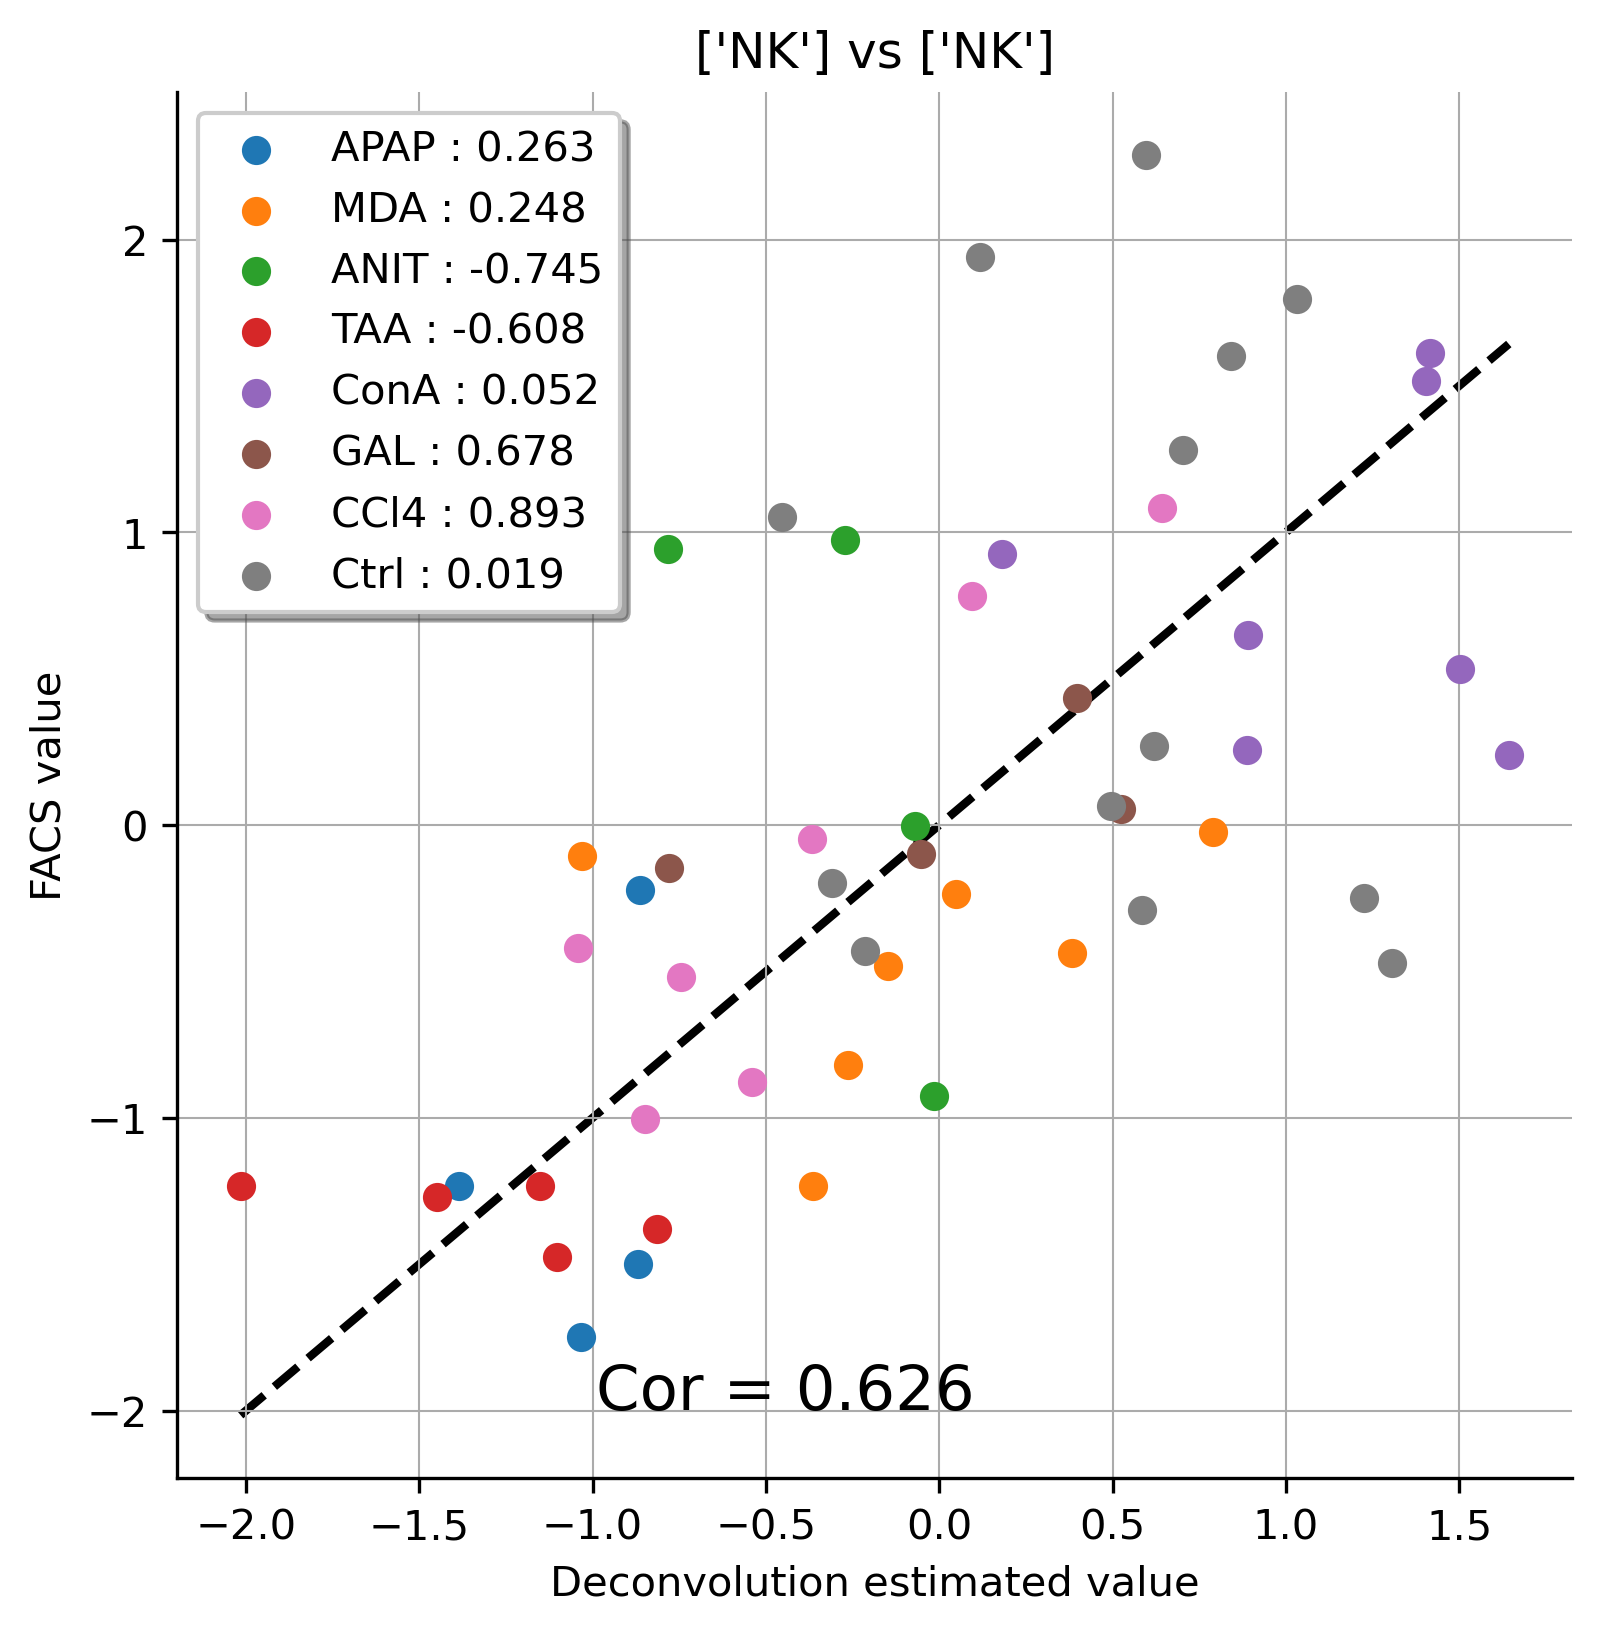 ['NK'] vs ['NK']
APAP : 0.263
MDA : 0.248
ANIT : -0.745
TAA : -0.608
ConA : 0.052
GAL : 0.678
CCl4 : 0.893
Ctrl : 0.019
2
1
0
−1
−2
FACS value
Cor = 0.626
−2.0 −1.5 −1.0 −0.5 0.0 0.5 1.0 1.5
Deconvolution estimated value